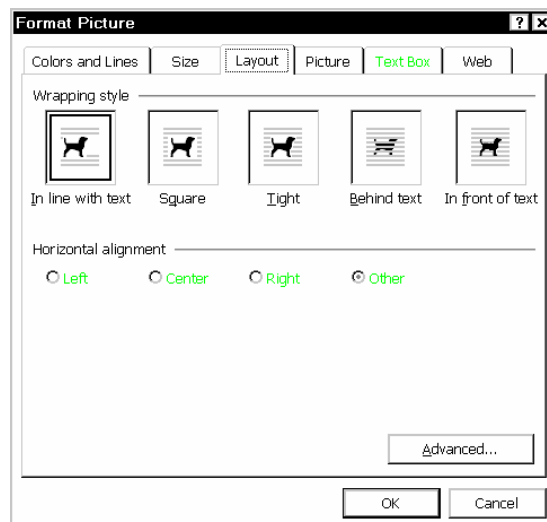 Format Picture
Colors and Lines Size Layout Picture Text Box Web
Wrapping style
In line with text Square Tight Behind text In front of text
Horizontal alignment
Left Center Right Other
Advanced...
OK Cancel